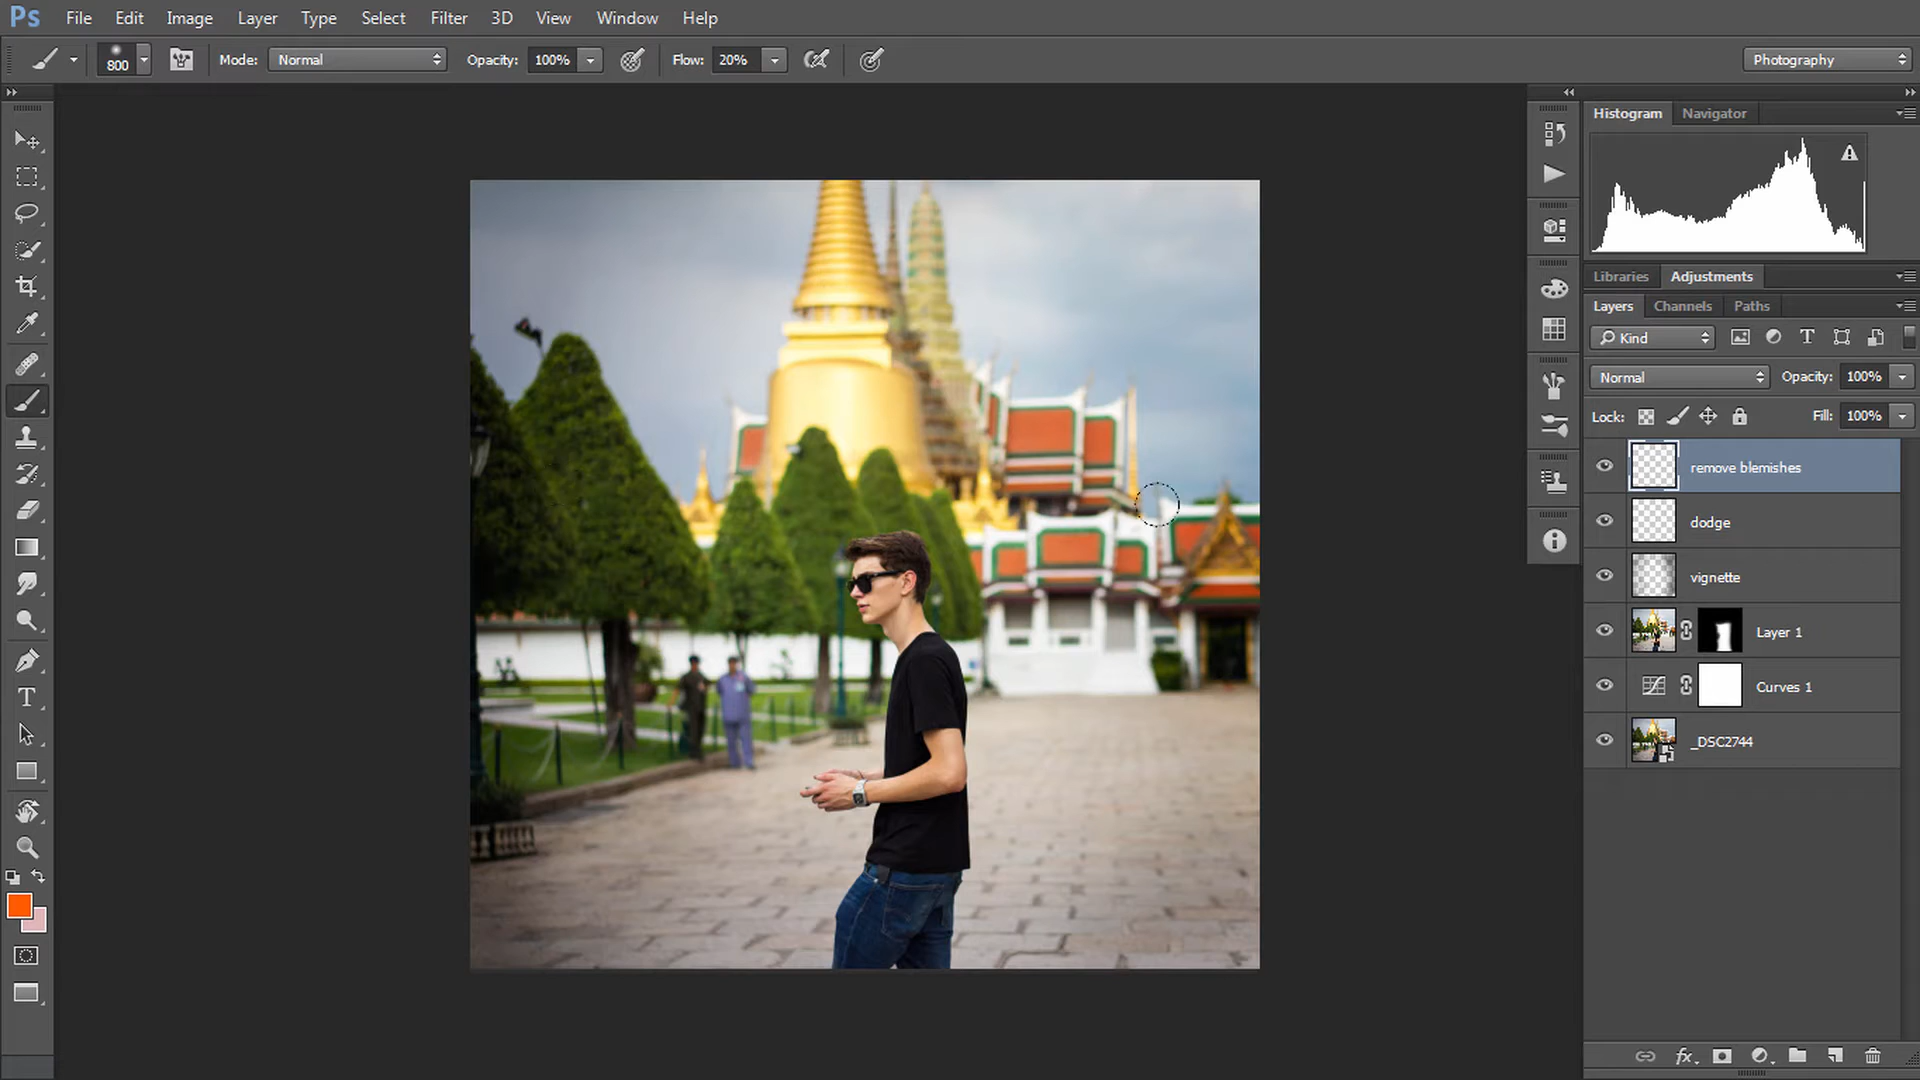 Ps File Edit Image Layer Type Select Filter 3D View Window Help
800 Mode: Normal Opacity: 100% Flow: 20% Photography
Histogram Navigator
Libraries Adjustments
Layers Channels Paths
Kind
Normal Opacity: 100%
Lock: Fill: 100%
remove blemishes
dodge
vignette
Layer 1
Curves 1
_DSC2744
fx